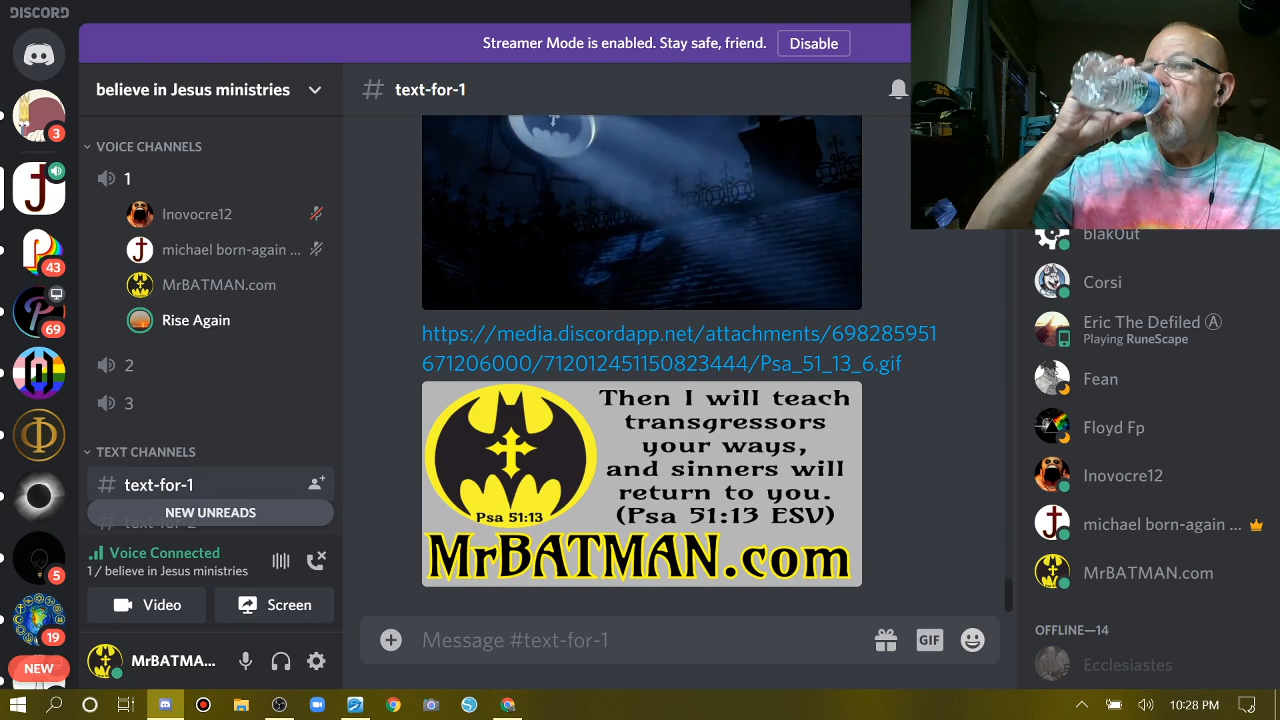 DISCORD
Streamer Mode is enabled. Stay safe, friend. Disable
believe in Jesus ministries
# text-for-1
VOICE CHANNELS
1
Inovocre12
michael born-again ...
MrBATMAN.com
Rise Again
2
3
TEXT CHANNELS
# text-for-1
NEW UNREADS
Voice Connected
1 / believe in Jesus ministries
Video
Screen
MrBATMA...
3
43
69
5
19
NEW
https://media.discordapp.net/attachments/698285951
671206000/712012451150823444/Psa_51_13_6.gif
Then I will teach
transgressors
your ways,
and sinners will
return to you.
(Psa 51:13 ESV)
Psa 51:13
MrBATMAN.com
Message #text-for-1
GIF
blakOut
Corsi
Eric The Defiled Ⓐ
Playing RuneScape
Fean
Floyd Fp
Inovocre12
michael born-again ...
MrBATMAN.com
OFFLINE—14
Ecclesiastes
10:28 PM